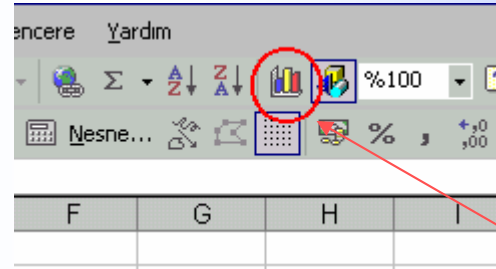 encere Yardım
Σ A Z Z A %100
Nesne... % , ,0 ,00
F G H I